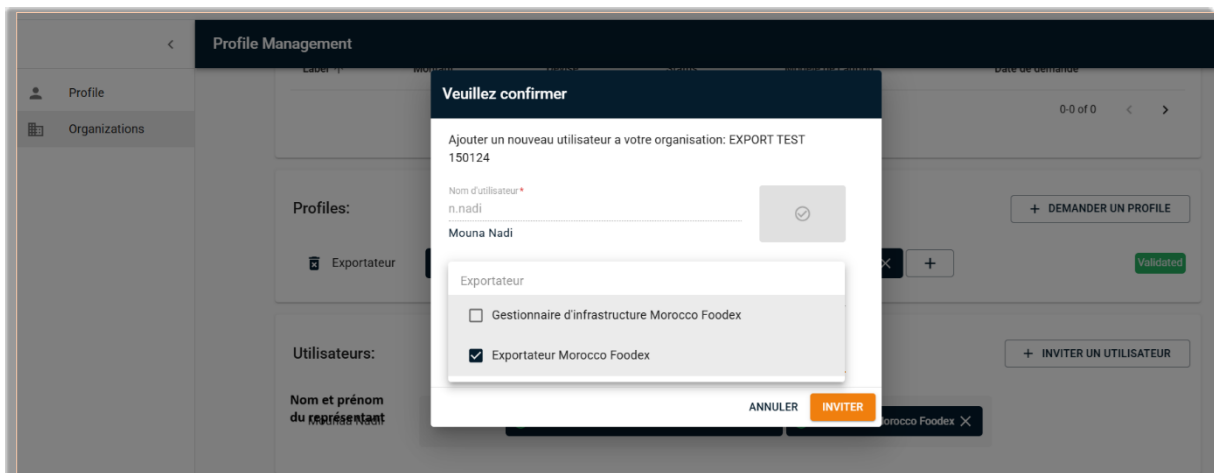 Profile Management
Profile
Organizations
Label
Date de demande
0-0 of 0
Veuillez confirmer
Ajouter un nouveau utilisateur a votre organisation: EXPORT TEST
150124
Nom d'utilisateur*
n.nadi
Mouna Nadi
Exportateur
Gestionnaire d'infrastructure Morocco Foodex
Exportateur Morocco Foodex
ANNULER
INVITER
Profiles:
+ DEMANDER UN PROFILE
Exportateur
+
Validated
Utilisateurs:
+ INVITER UN UTILISATEUR
Nom et prénom
du représentant
Morocco Foodex